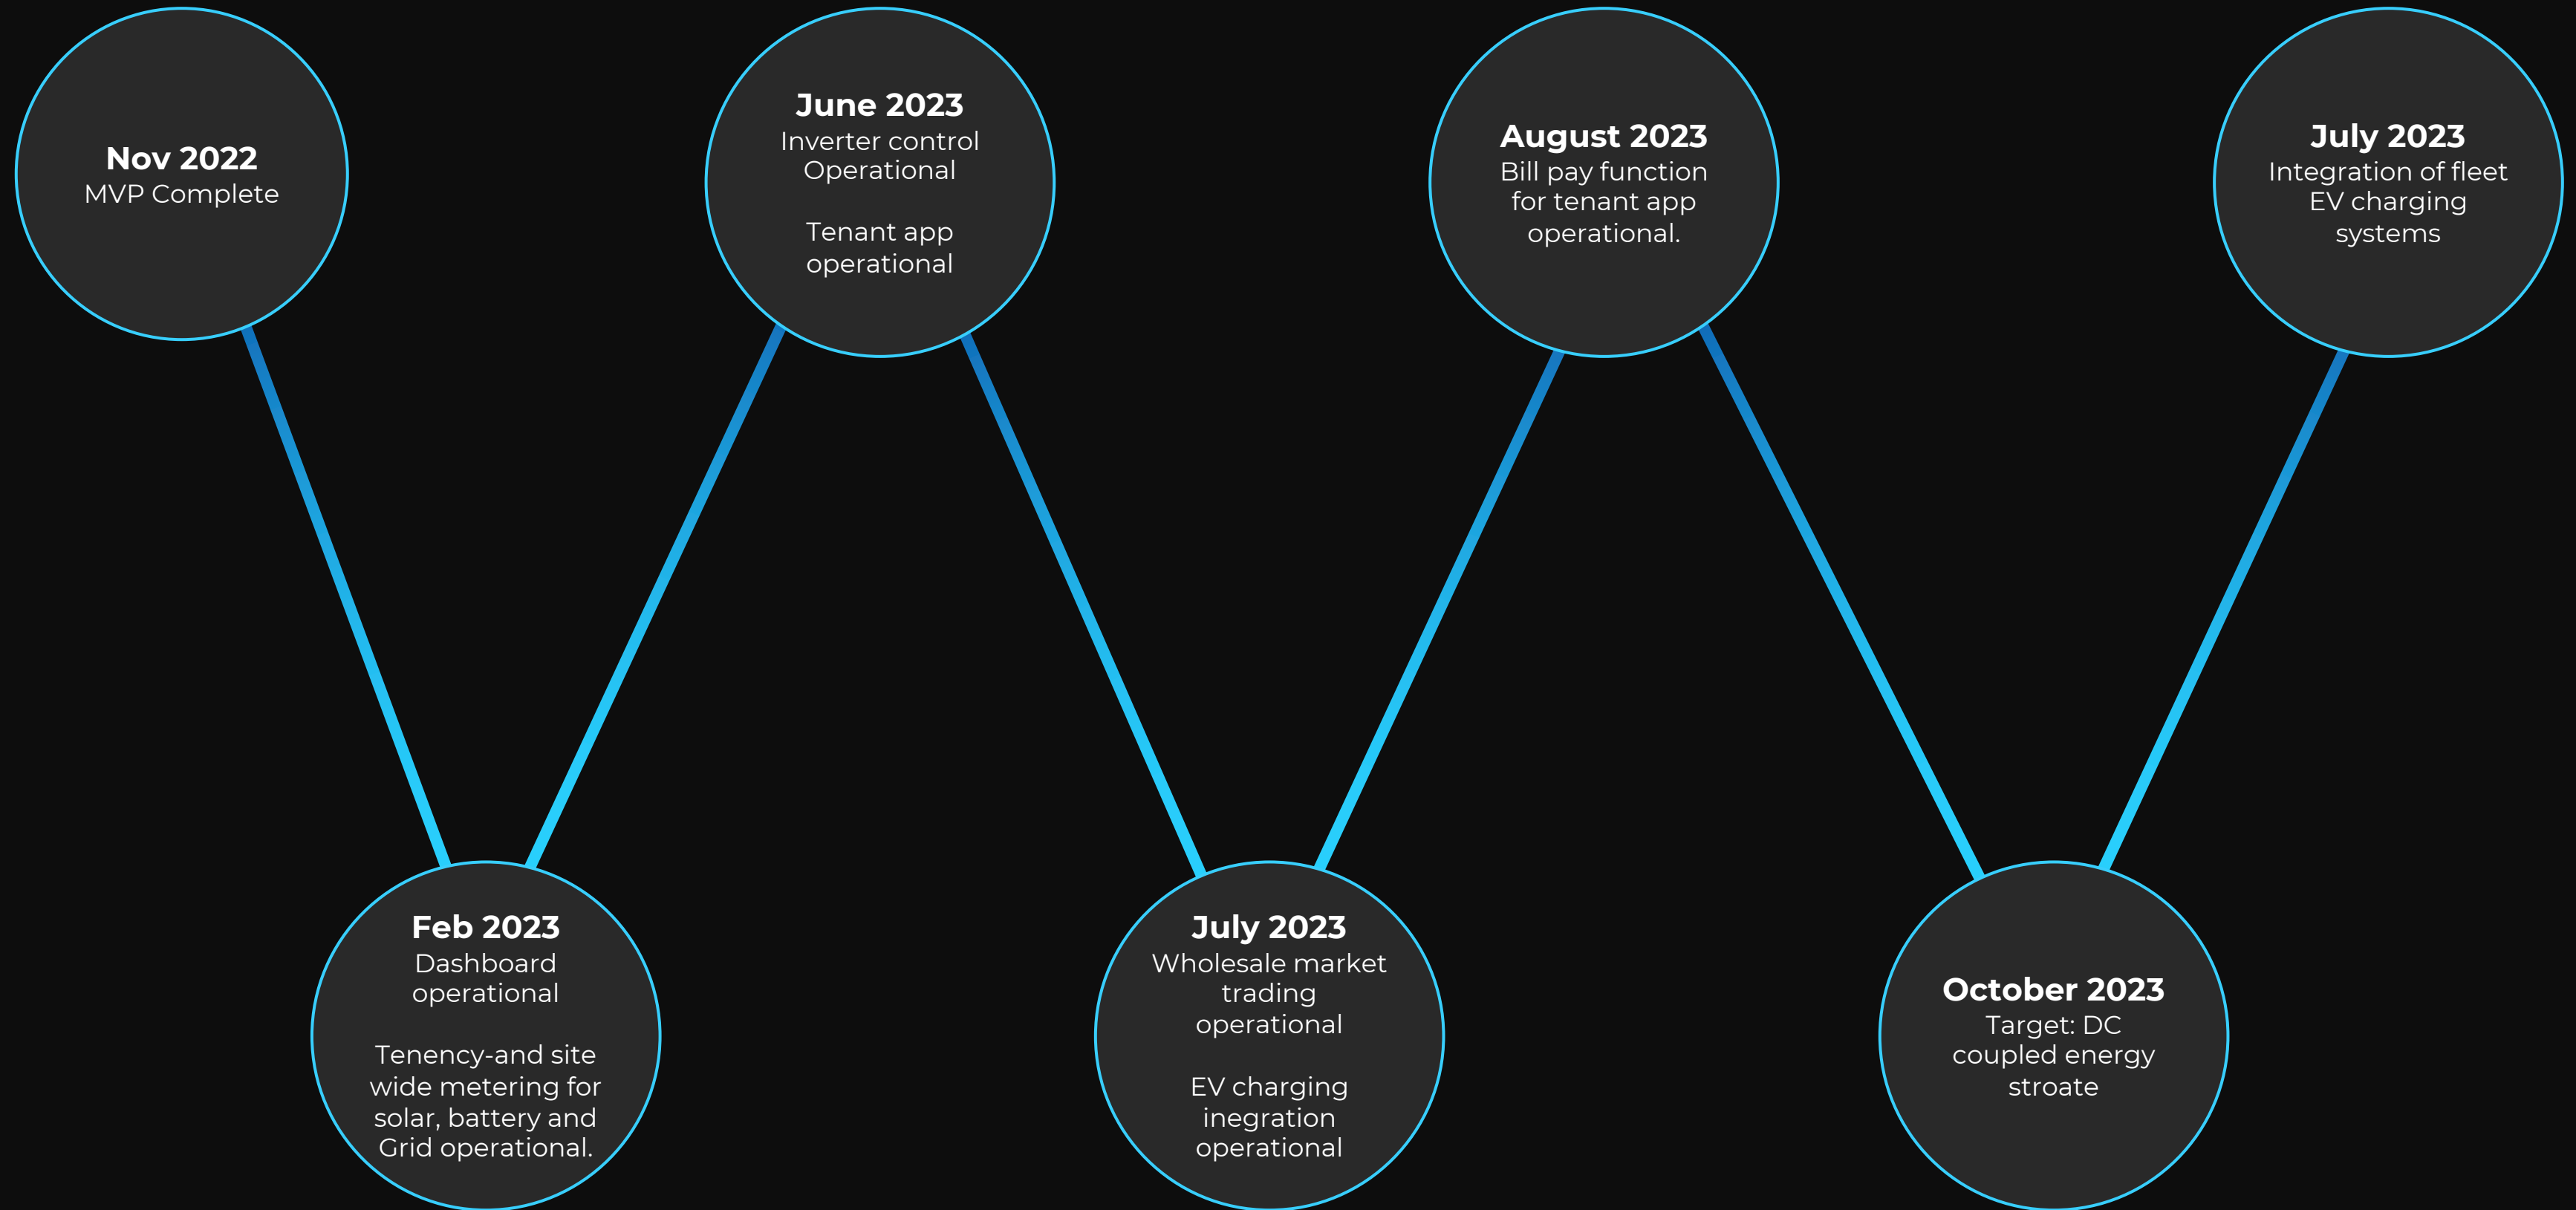 Nov 2022
MVP Complete
Feb 2023
Dashboard
operational
Tenency-and site
wide metering for
solar, battery and
Grid operational.
June 2023
Inverter control
Operational
Tenant app
operational
July 2023
Wholesale market
trading
operational
EV charging
inegration
operational
August 2023
Bill pay function
for tenant app
operational.
October 2023
Target: DC
coupled energy
stroate
July 2023
Integration of fleet
EV charging
systems